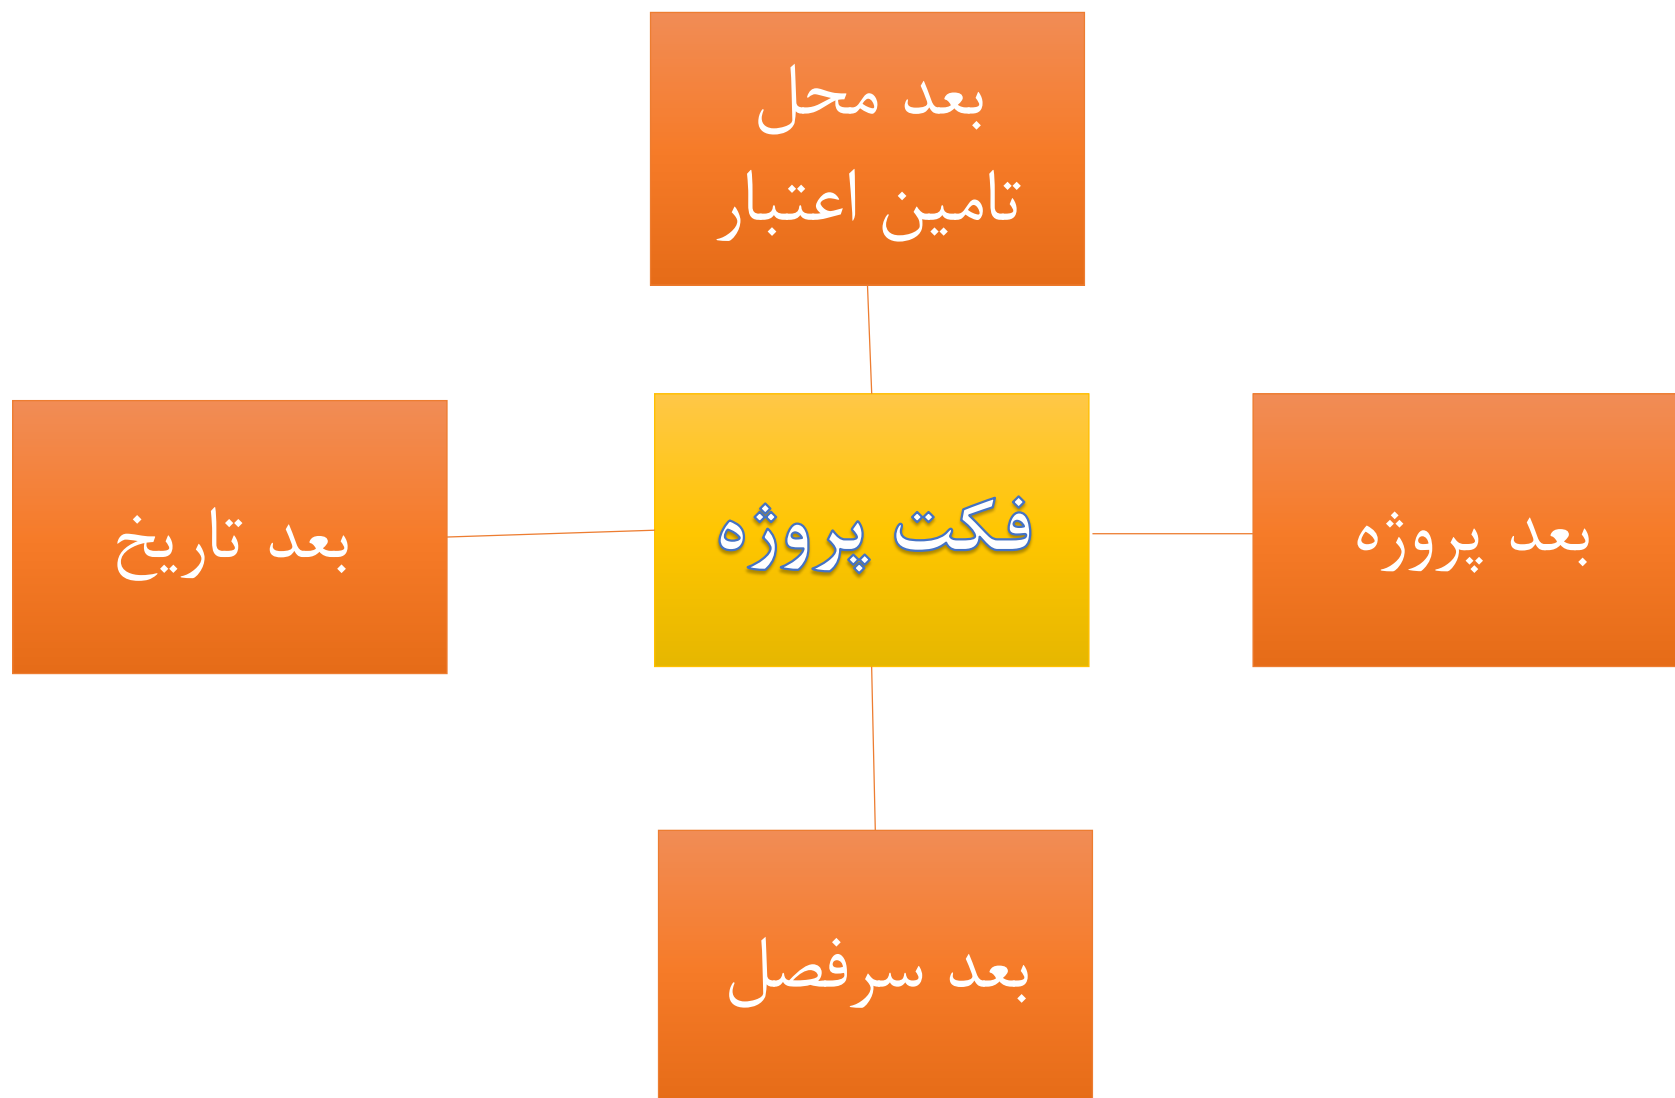 بعد محل
تامین اعتبار
بعد پروژه
فکت پروژه
بعد تاریخ
بعد سرفصل